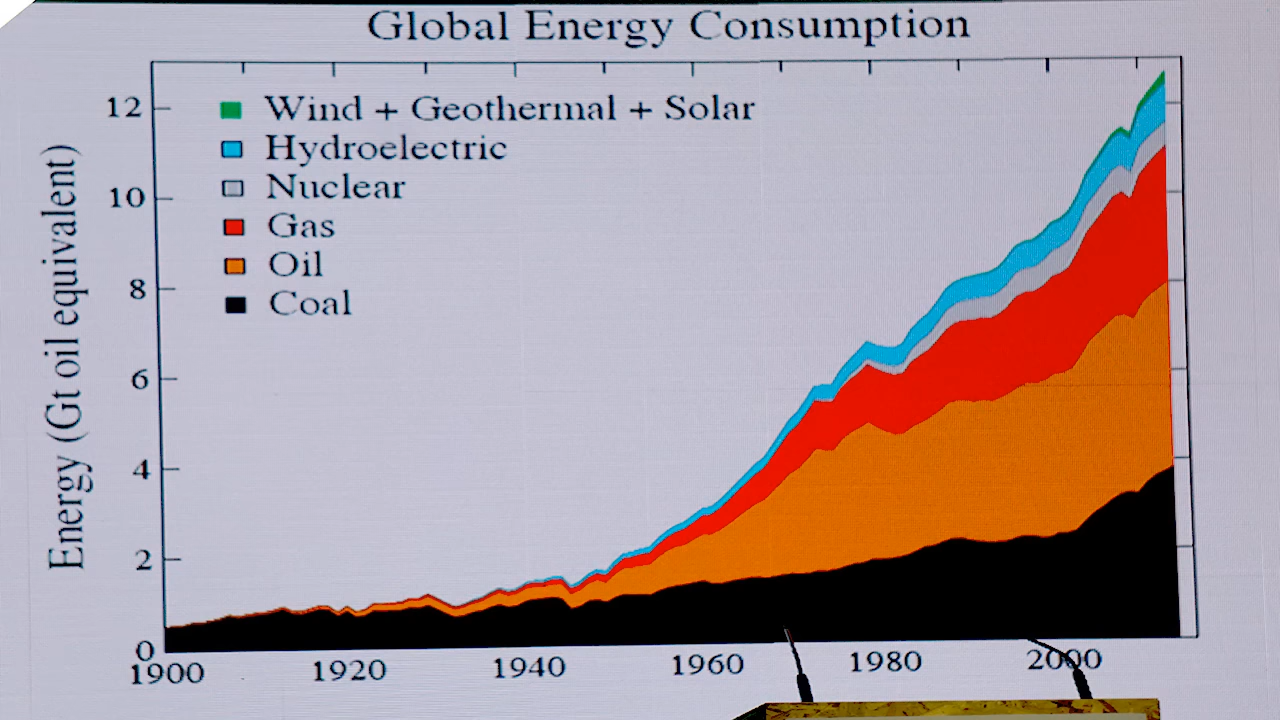 Global Energy Consumption
Wind + Geothermal + Solar
Hydroelectric
Nuclear
Gas
Oil
Coal
Energy (Gt oil equivalent)
12
10
8
6
4
2
0
1900 1920 1940 1960 1980 2000